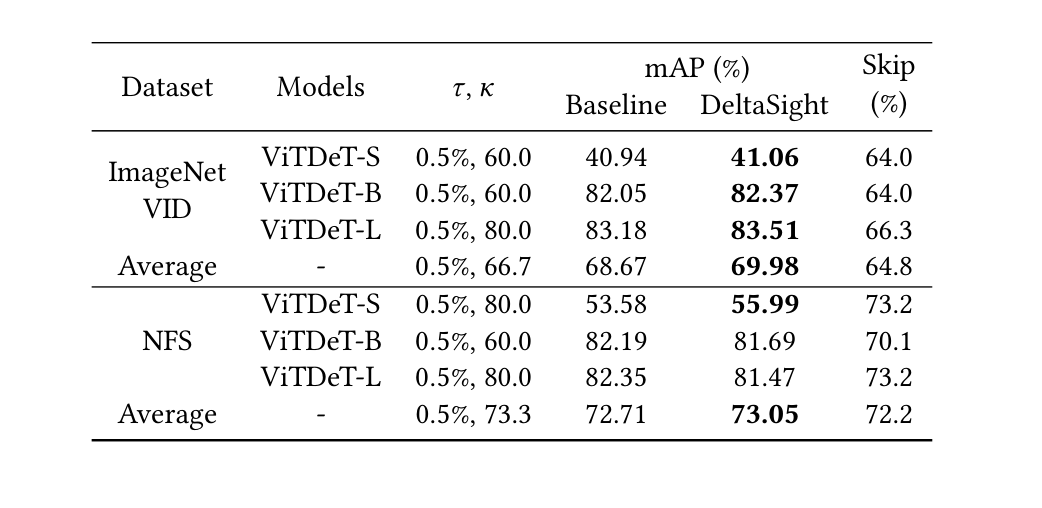 Dataset Models τ, κ mAP (%) Skip
Baseline DeltaSight (%)
ImageNet VID
ViTDeT-S 0.5%, 60.0 40.94 41.06 64.0
ViTDeT-B 0.5%, 60.0 82.05 82.37 64.0
ViTDeT-L 0.5%, 80.0 83.18 83.51 66.3
Average - 0.5%, 66.7 68.67 69.98 64.8
ViTDeT-S 0.5%, 80.0 53.58 55.99 73.2
NFS ViTDeT-B 0.5%, 60.0 82.19 81.69 70.1
ViTDeT-L 0.5%, 80.0 82.35 81.47 73.2
Average - 0.5%, 73.3 72.71 73.05 72.2